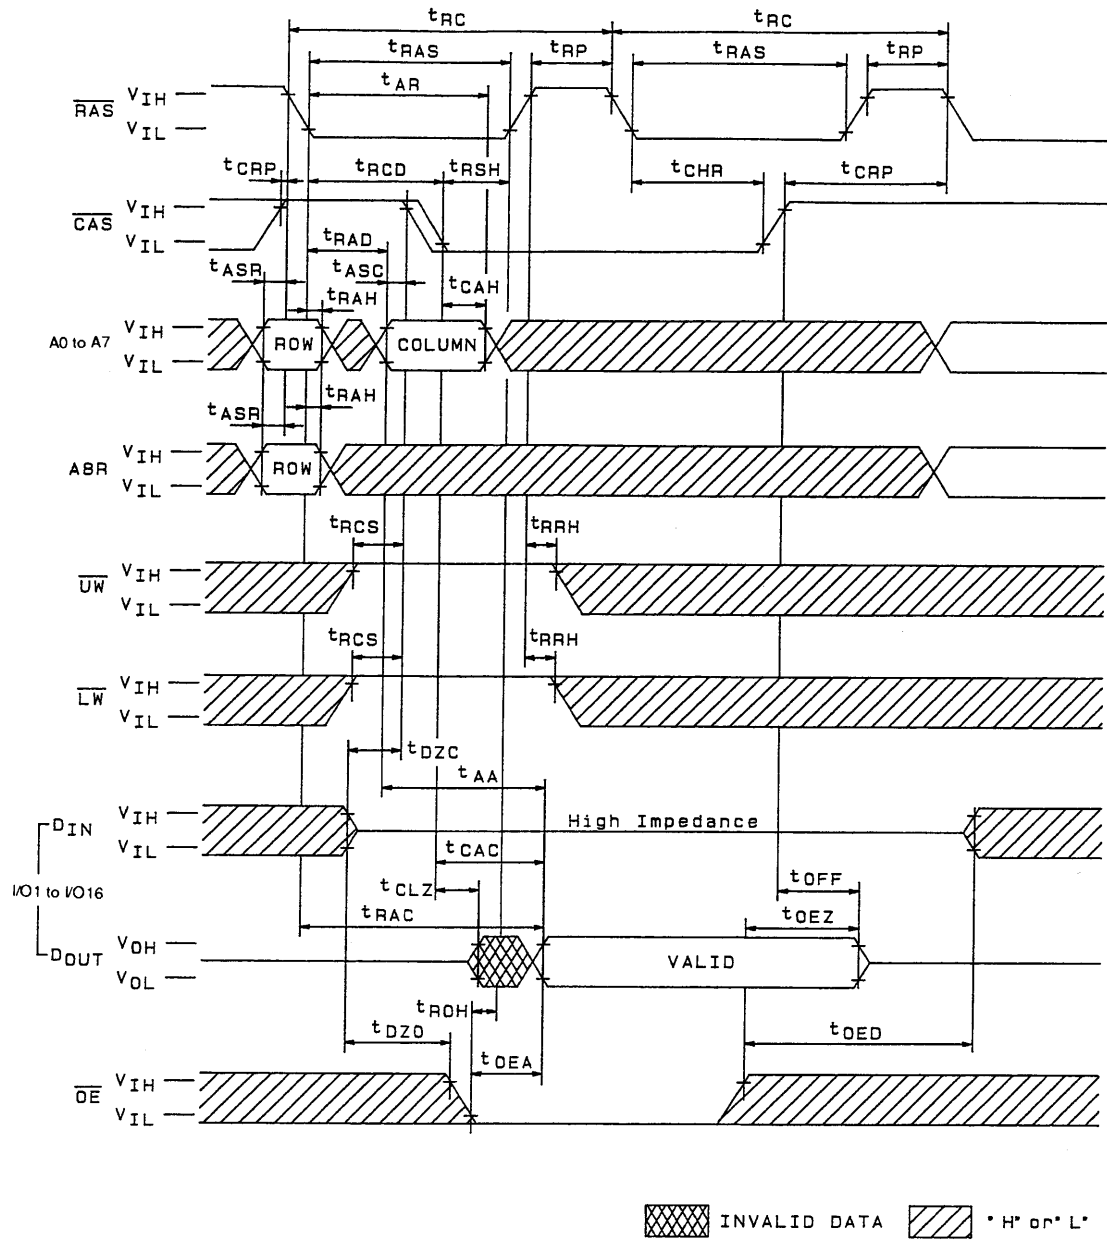 tRC tRC
tRAS tRP tRAS tRP
tAR
RAS VIH
VIL
tCRP tRCD tRSH tCHR tCRP
CAS VIH
VIL
tRAD
tASR tASC tCAH
tRAH
A0 to A7 VIH
VIL
ROW COLUMN
tRAH
tASR
A8R VIH
VIL
ROW
tRCS tRRH
UW VIH
VIL
tRCS tRRH
LW VIH
VIL
tDZC
tAA
DIN VIH
VIL
High Impedance
tCAC
I/O1 to I/O16
tCLZ tOFF
tRAC tOEZ
DOUT VOH
VOL
VALID
tROH
tDZO tOED
tOEA
OE VIH
VIL
INVALID DATA "H" or "L"